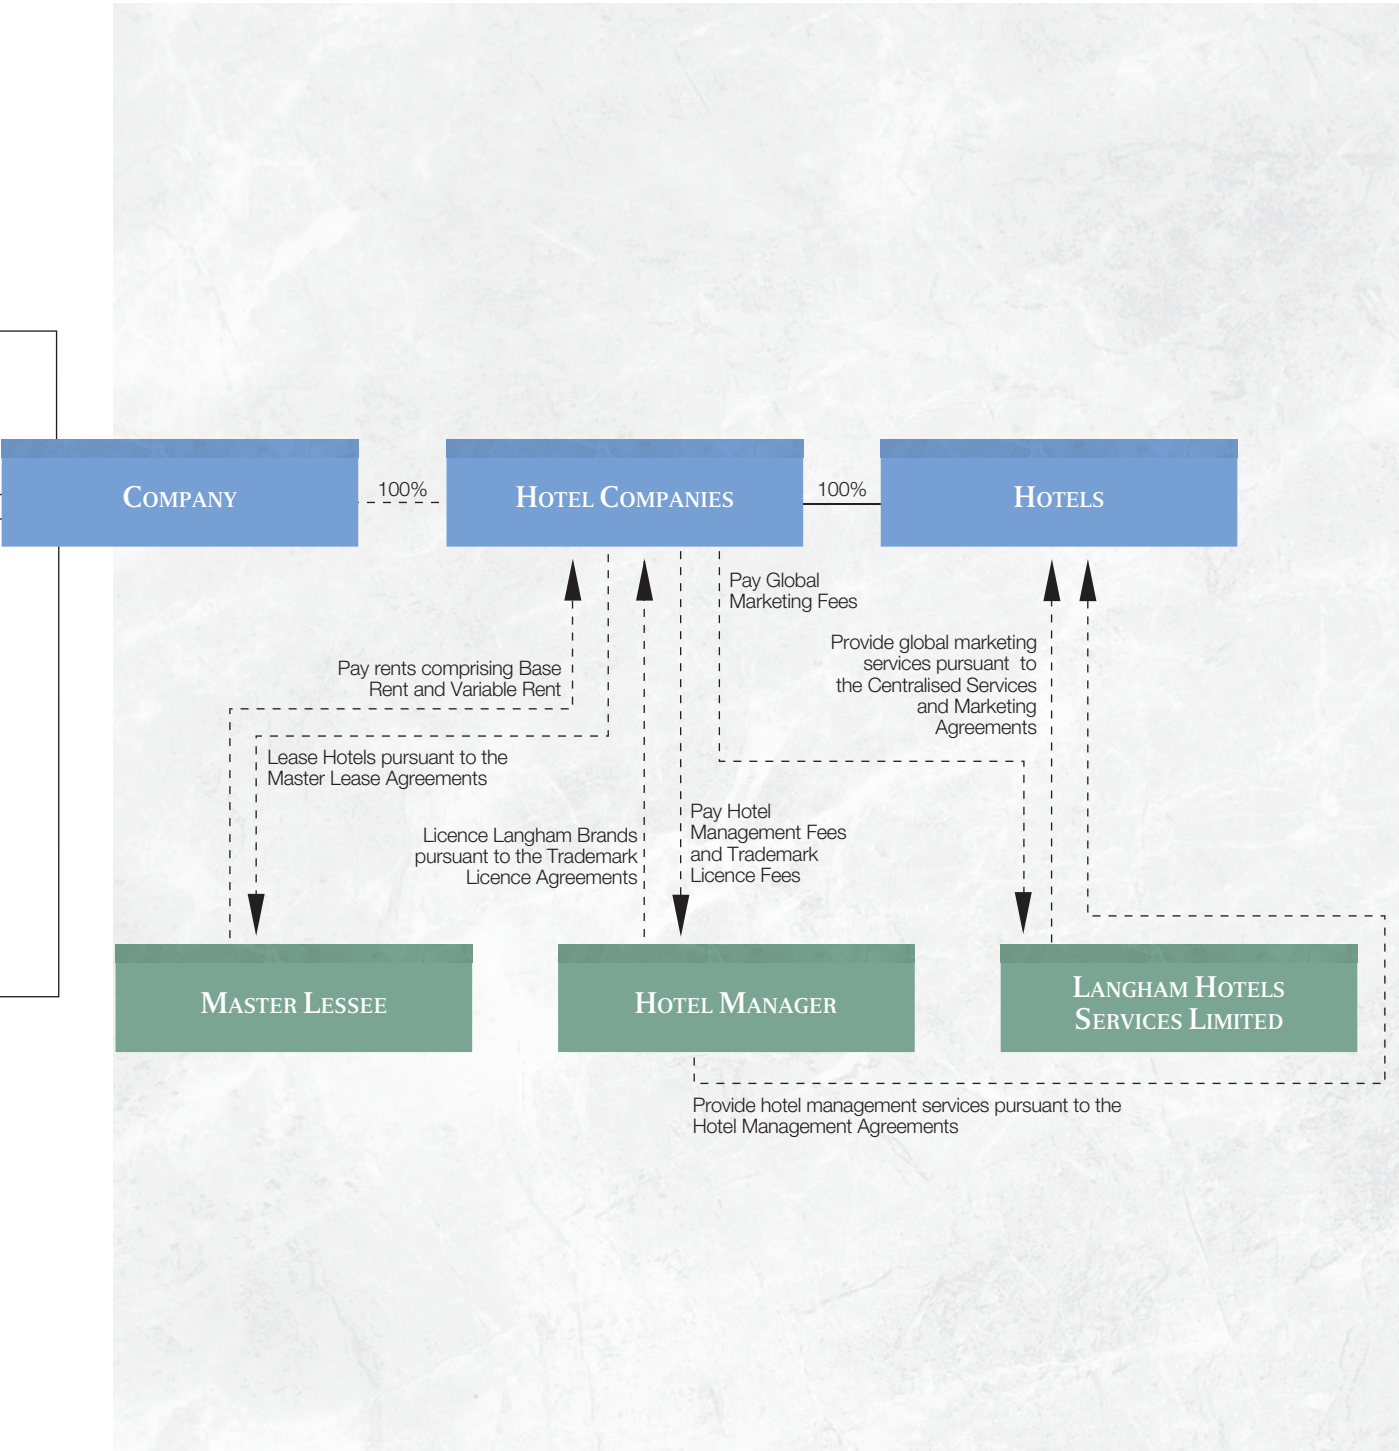 COMPANY
100%
HOTEL COMPANIES
100%
HOTELS
Pay Global
Marketing Fees
Provide global marketing
services pursuant to
the Centralised Services
and Marketing
Agreements
Pay rents comprising Base
Rent and Variable Rent
Lease Hotels pursuant to the
Master Lease Agreements
Licence Langham Brands
pursuant to the Trademark
Licence Agreements
Pay Hotel
Management Fees
and Trademark
Licence Fees
MASTER LESSEE
HOTEL MANAGER
LANGHAM HOTELS
SERVICES LIMITED
Provide hotel management services pursuant to the
Hotel Management Agreements